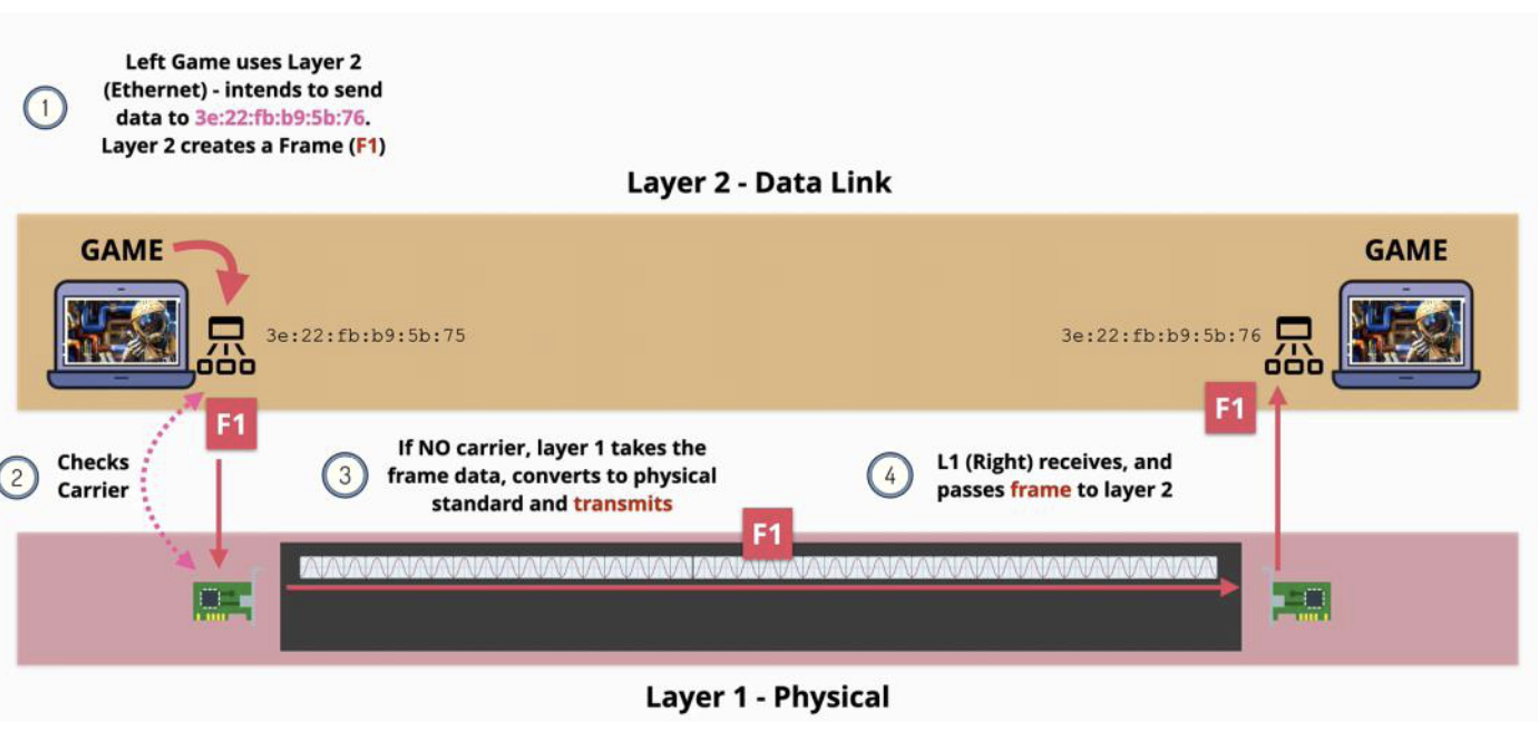 1
Left Game uses Layer 2
(Ethernet) - intends to send
data to 3e:22:fb:b9:5b:76.
Layer 2 creates a Frame (F1)
Layer 2 - Data Link
GAME
GAME
3e:22:fb:b9:5b:75
3e:22:fb:b9:5b:76
F1
F1
2
Checks
Carrier
3
If NO carrier, layer 1 takes the
frame data, converts to physical
standard and transmits
4
L1 (Right) receives, and
passes frame to layer 2
F1
Layer 1 - Physical